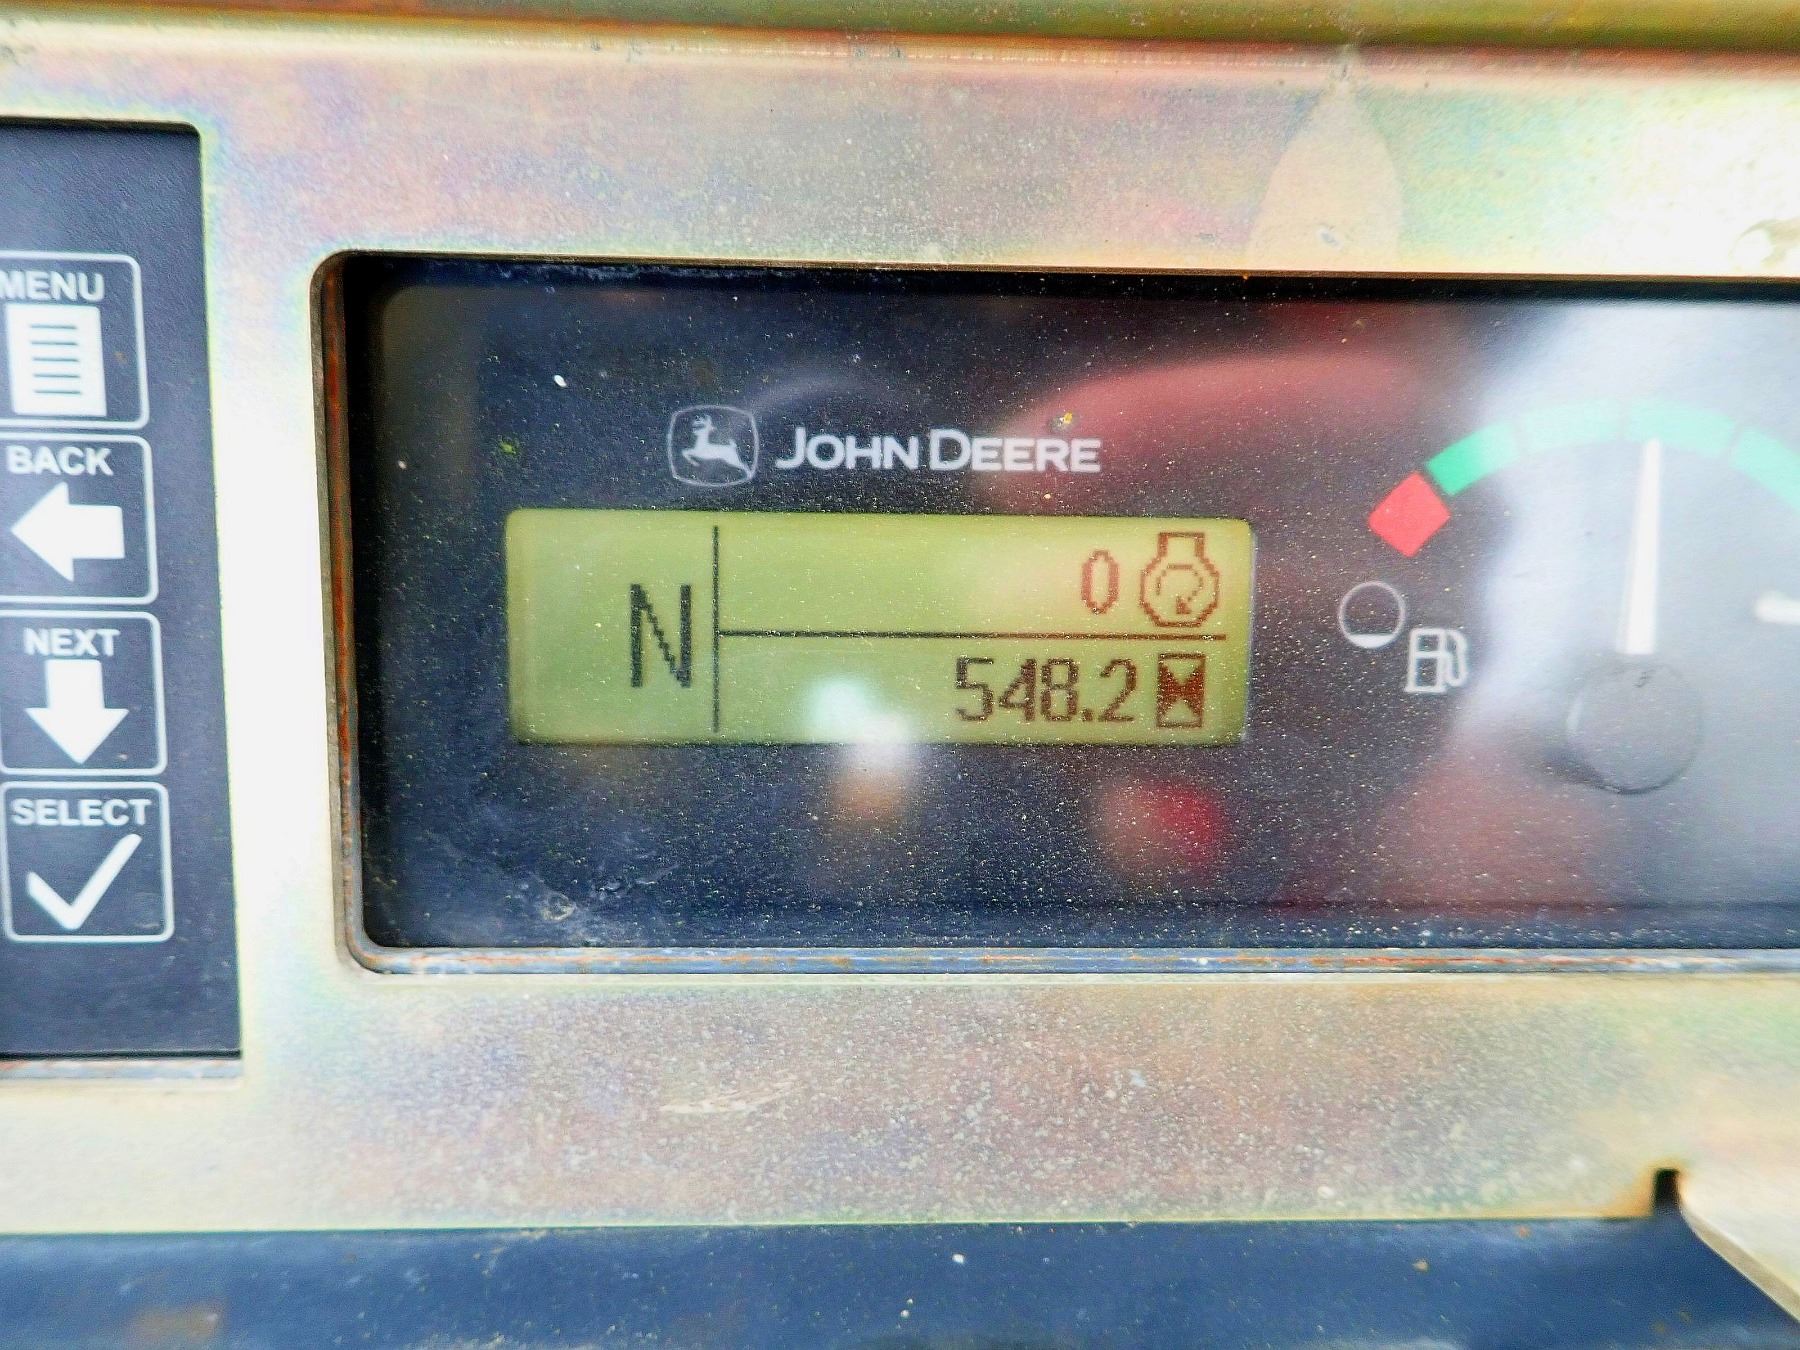 MENU
BACK
NEXT
SELECT
JOHN DEERE
N
0
548.2